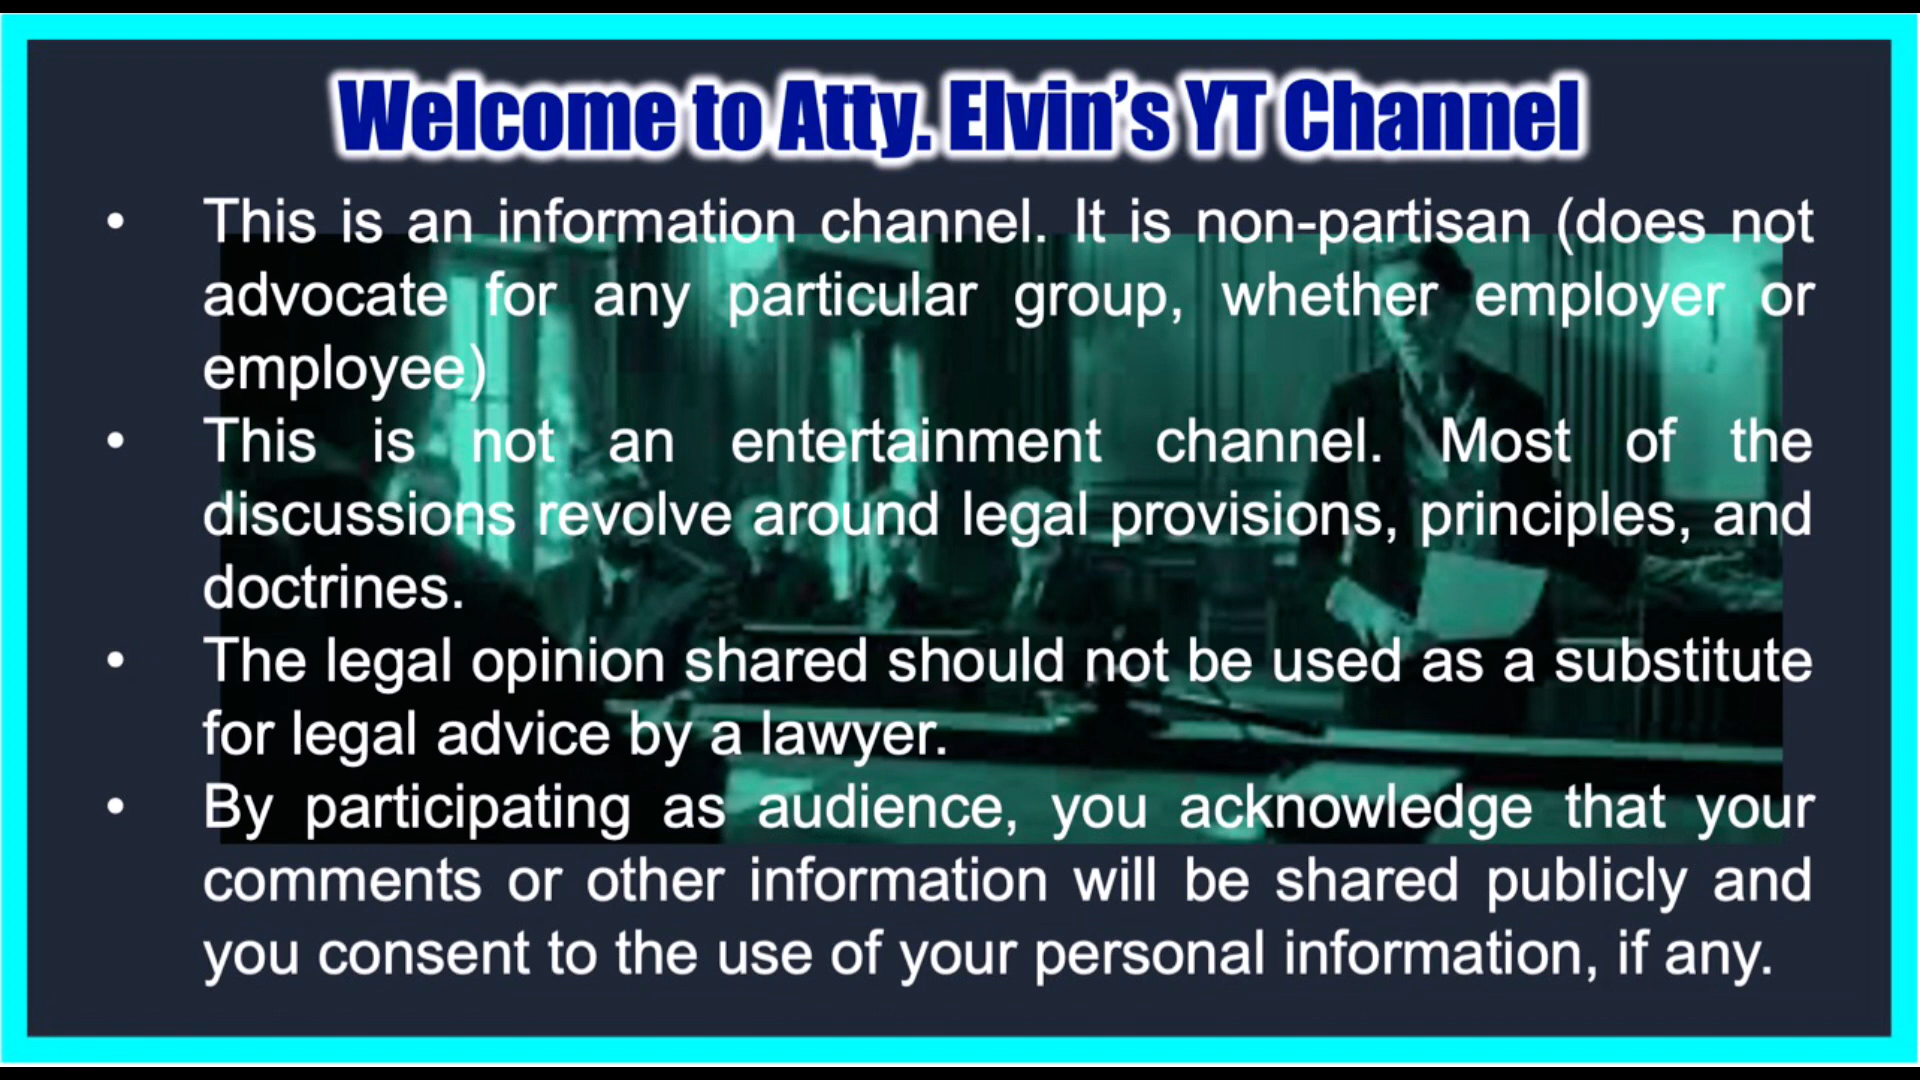 Welcome to Atty. Elvin’s YT Channel
• This is an information channel. It is non-partisan (does not
advocate for any particular group, whether employer or
employee)
• This is not an entertainment channel. Most of the
discussions revolve around legal provisions, principles, and
doctrines.
• The legal opinion shared should not be used as a substitute
for legal advice by a lawyer.
• By participating as audience, you acknowledge that your
comments or other information will be shared publicly and
you consent to the use of your personal information, if any.